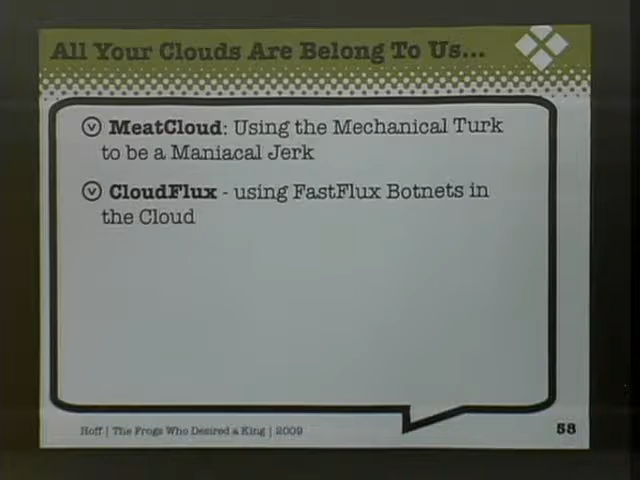 All Your Clouds Are Belong To Us...
MeatCloud: Using the Mechanical Turk
to be a Maniacal Jerk
CloudFlux - using FastFlux Botnets in
the Cloud
Hoff | The Frogs Who Desired a King | 2009
58